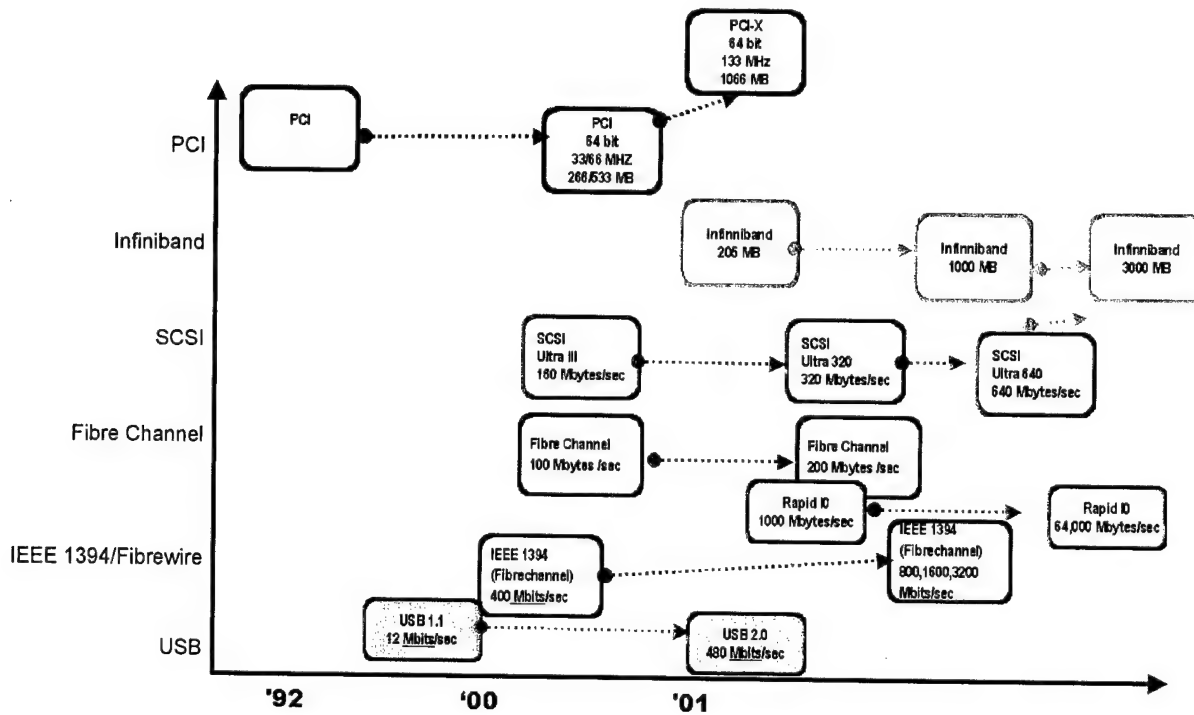 PCI-X
64 bit
133 MHz
1066 MB
PCI
PCI
PCI
64 bit
33/66 MHZ
266/533 MB
Infiniband
Infinniband
205 MB
Infinniband
1000 MB
Infinniband
3000 MB
SCSI
SCSI
Ultra III
160 Mbytes/sec
SCSI
Ultra 320
320 Mbytes/sec
SCSI
Ultra 640
640 Mbytes/sec
Fibre Channel
Fibre Channel
100 Mbytes /sec
Fibre Channel
200 Mbytes /sec
Rapid IO
1000 Mbytes/sec
Rapid IO
64,000 Mbytes/sec
IEEE 1394/Fibrewire
IEEE 1394
(Fibrechannel)
400 Mbits/sec
IEEE 1394
(Fibrechannel)
800,1600,3200
Mbits/sec
USB
USB 1.1
12 Mbits/sec
USB 2.0
480 Mbits/sec
'92
'00
'01